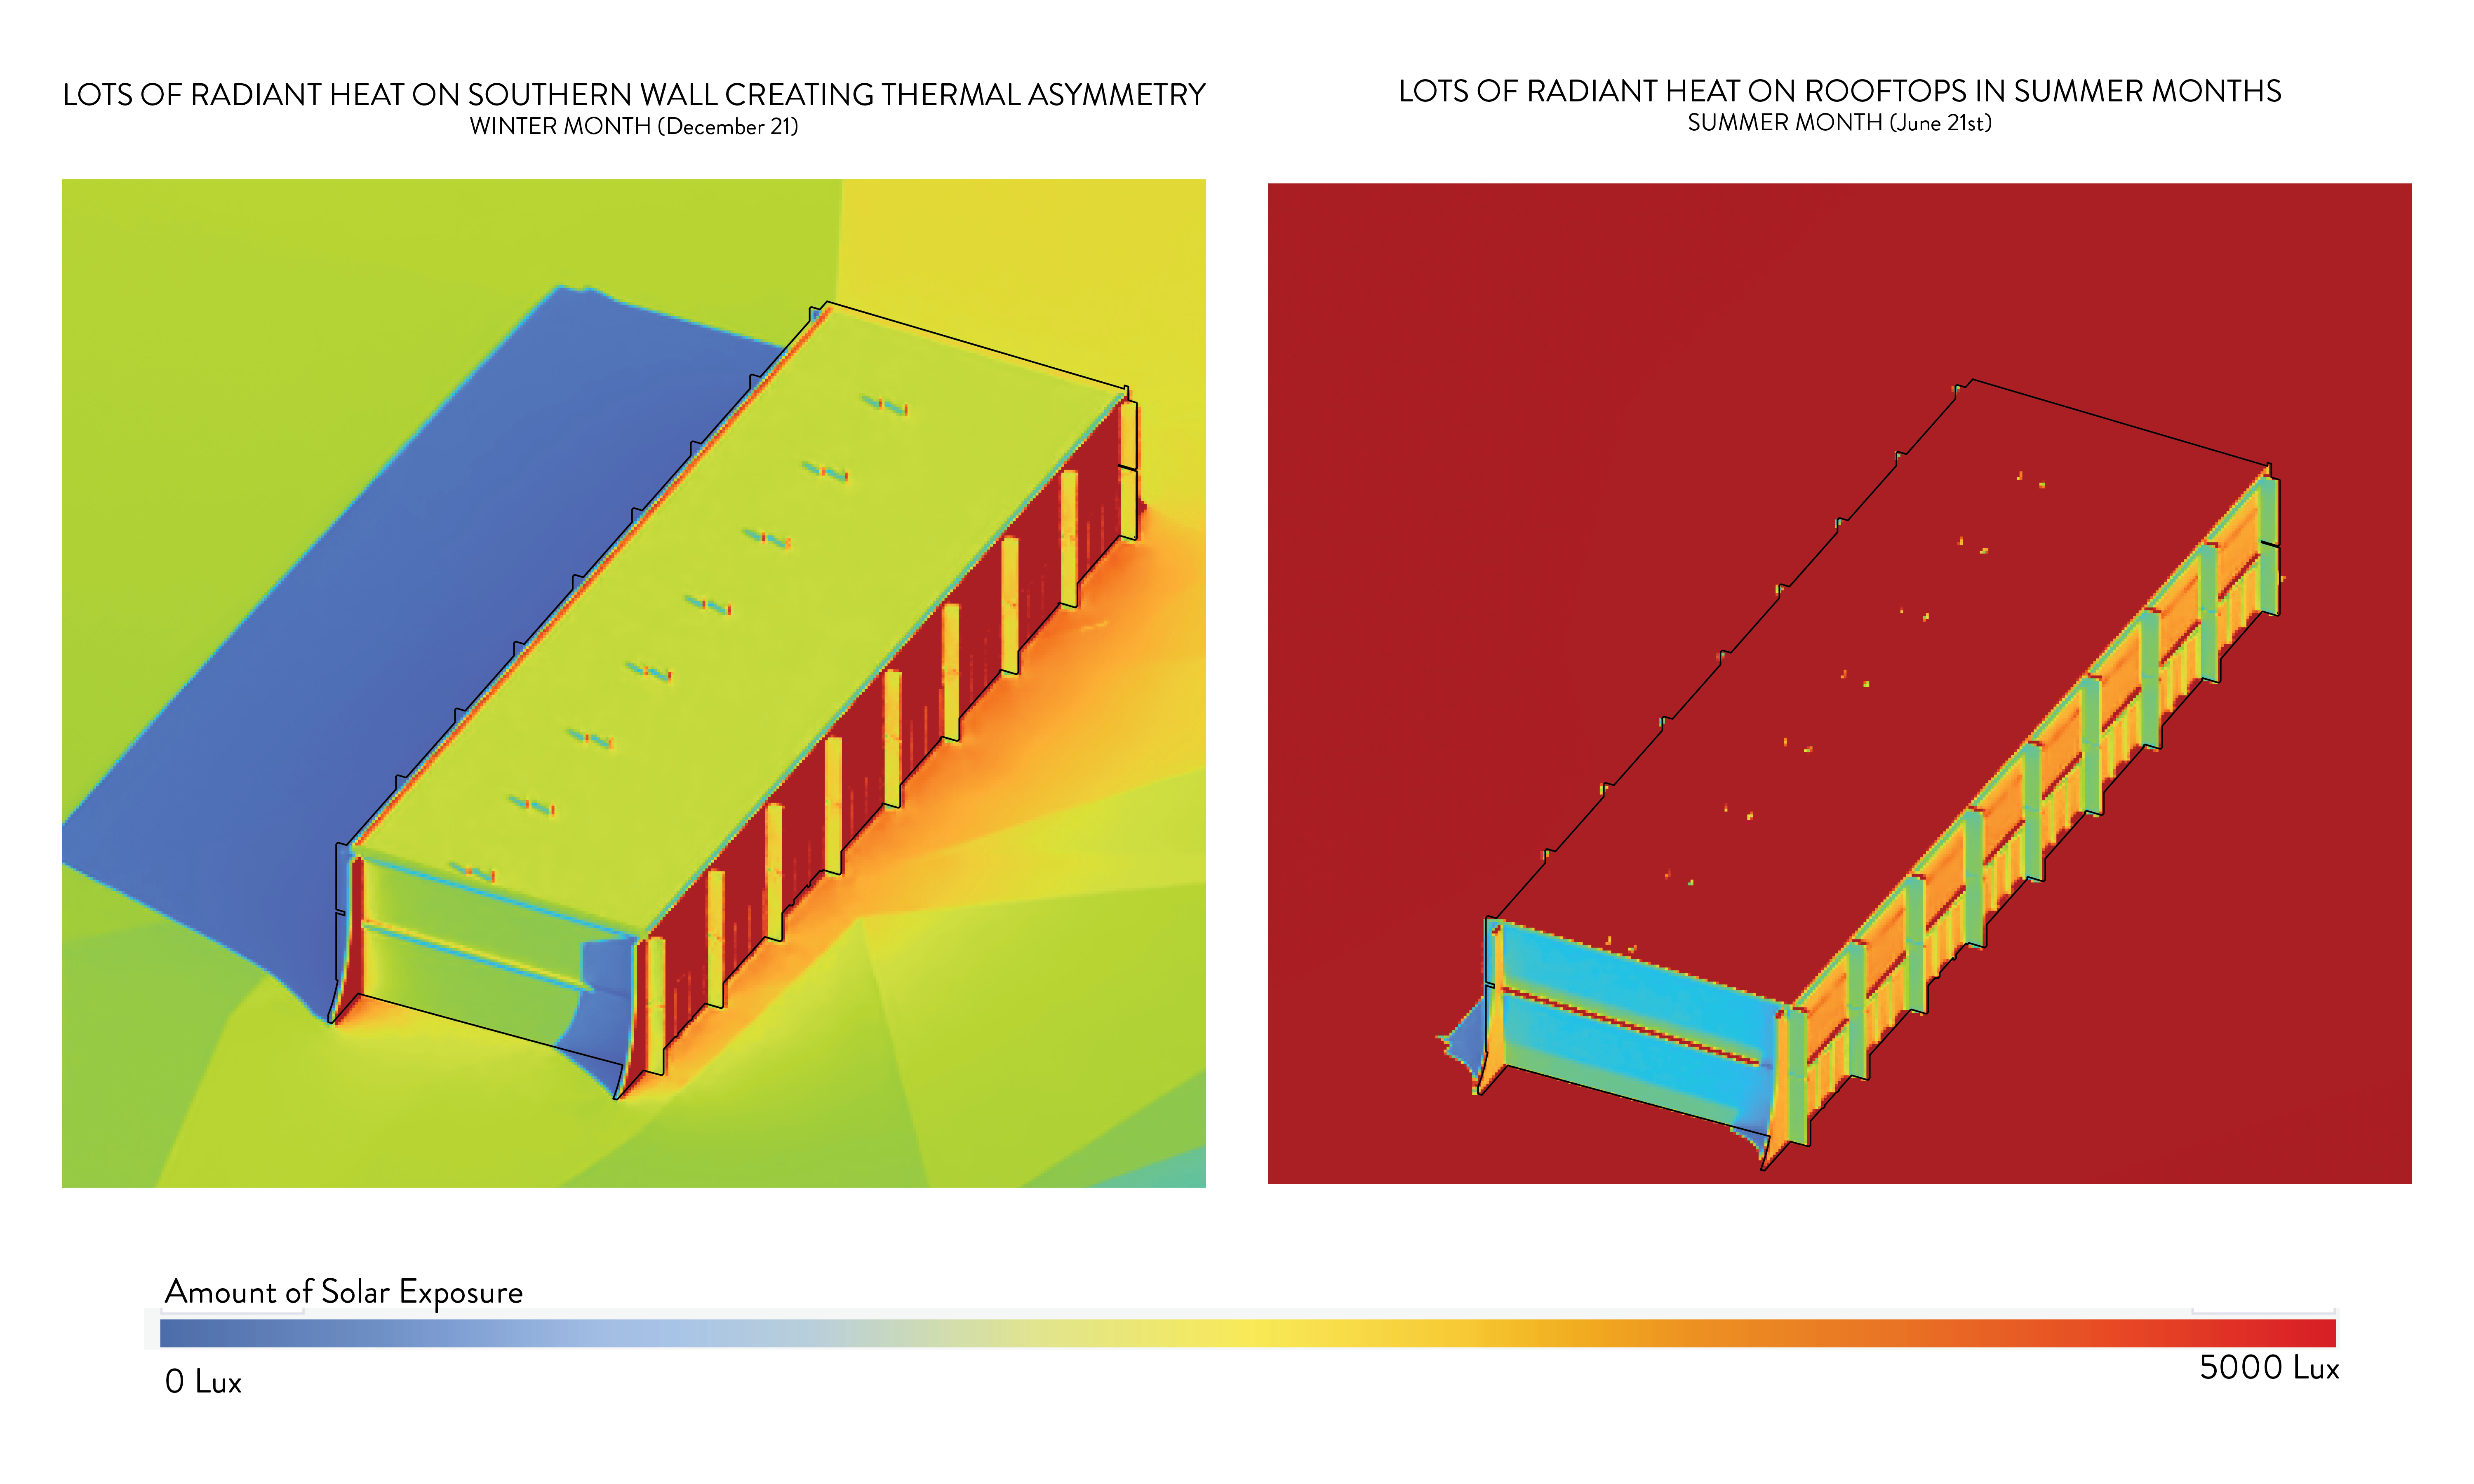 LOTS OF RADIANT HEAT ON SOUTHERN WALL CREATING THERMAL ASYMMETRY
WINTER MONTH (December 21)
LOTS OF RADIANT HEAT ON ROOFTOPS IN SUMMER MONTHS
SUMMER MONTH (June 21st)
Amount of Solar Exposure
0 Lux
5000 Lux